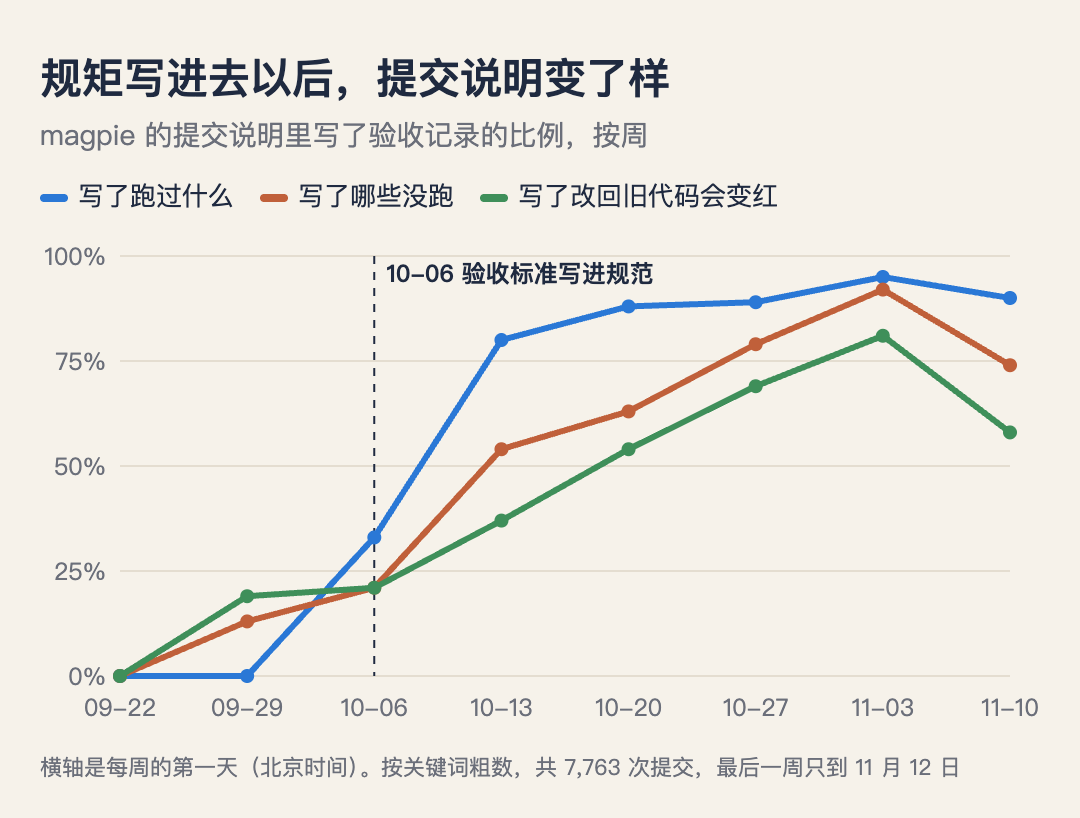 规矩写进去以后，提交说明变了样
magpie 的提交说明里写了验收记录的比例，按周
写了跑过什么 写了哪些没跑 写了改回旧代码会变红
100%
10–06 验收标准写进规范
75%
50%
25%
0%
09–22 09–29 10–06 10–13 10–20 10–27 11–03 11–10
横轴是每周的第一天（北京时间）。按关键词粗数，共 7,763 次提交，最后一周只到 11 月 12 日